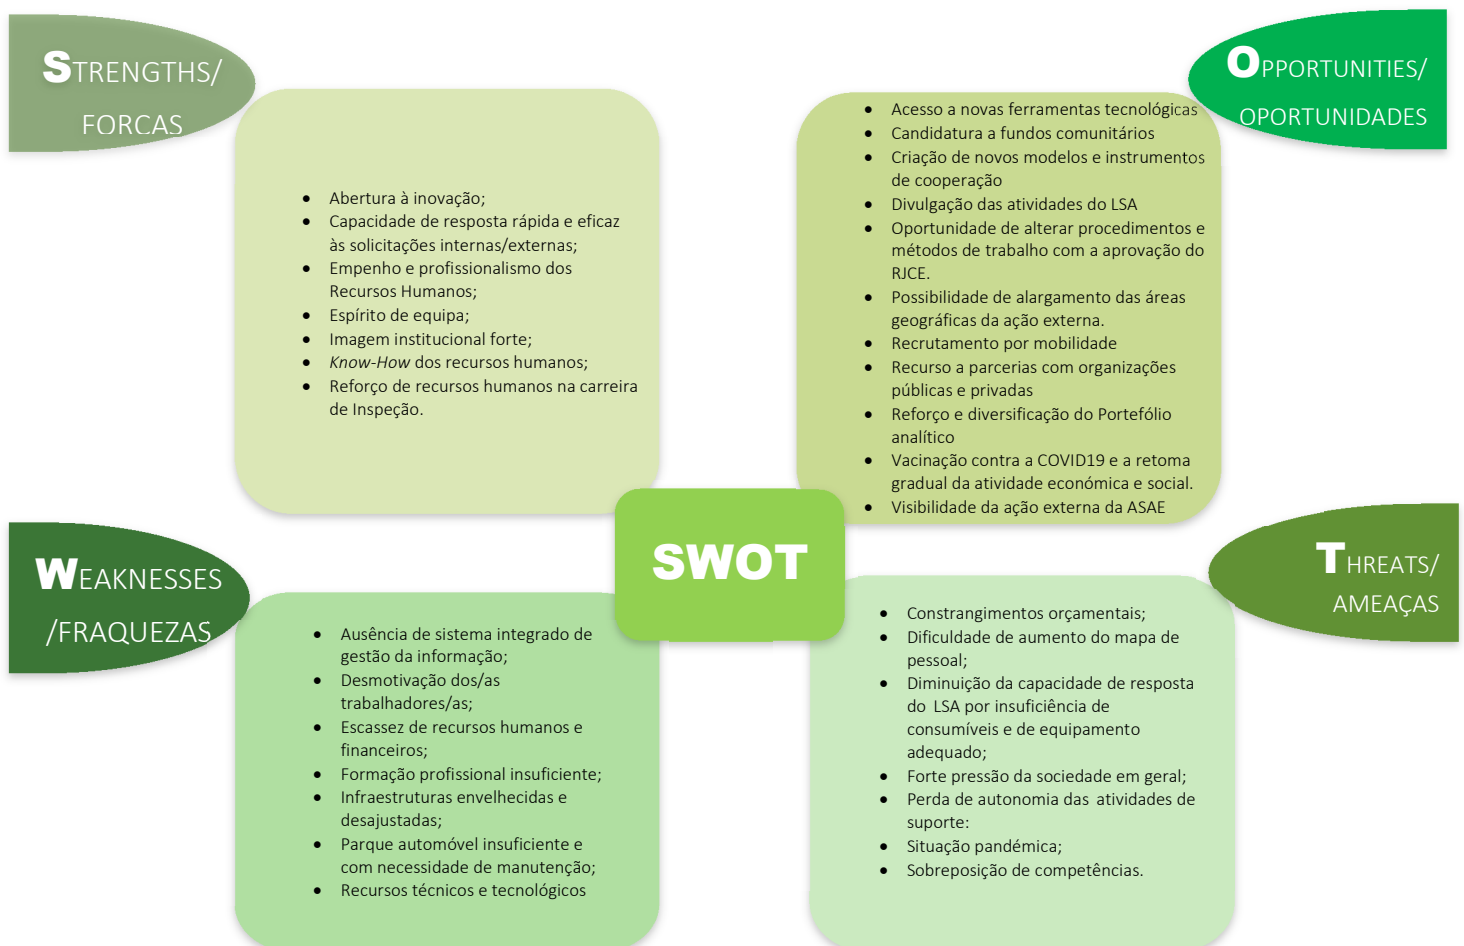 STRENGTHS/
FORÇAS
• Abertura à inovação;
• Capacidade de resposta rápida e eficaz
às solicitações internas/externas;
• Empenho e profissionalismo dos
Recursos Humanos;
• Espírito de equipa;
• Imagem institucional forte;
• Know-How dos recursos humanos;
• Reforço de recursos humanos na carreira
de Inspeção.
OPPORTUNITIES/
OPORTUNIDADES
• Acesso a novas ferramentas tecnológicas
• Candidatura a fundos comunitários
• Criação de novos modelos e instrumentos
de cooperação
• Divulgação das atividades do LSA
• Oportunidade de alterar procedimentos e
métodos de trabalho com a aprovação do
RJCE.
• Possibilidade de alargamento das áreas
geográficas da ação externa.
• Recrutamento por mobilidade
• Recurso a parcerias com organizações
públicas e privadas
• Reforço e diversificação do Portefólio
analítico
• Vacinação contra a COVID19 e a retoma
gradual da atividade económica e social.
• Visibilidade da ação externa da ASAE
SWOT
WEAKNESSES
/FRAQUEZAS
• Ausência de sistema integrado de
gestão da informação;
• Desmotivação dos/as
trabalhadores/as;
• Escassez de recursos humanos e
financeiros;
• Formação profissional insuficiente;
• Infraestruturas envelhecidas e
desajustadas;
• Parque automóvel insuficiente e
com necessidade de manutenção;
• Recursos técnicos e tecnológicos
THREATS/
AMEAÇAS
• Constrangimentos orçamentais;
• Dificuldade de aumento do mapa de
pessoal;
• Diminuição da capacidade de resposta
do LSA por insuficiência de
consumíveis e de equipamento
adequado;
• Forte pressão da sociedade em geral;
• Perda de autonomia das atividades de
suporte:
• Situação pandémica;
• Sobreposição de competências.